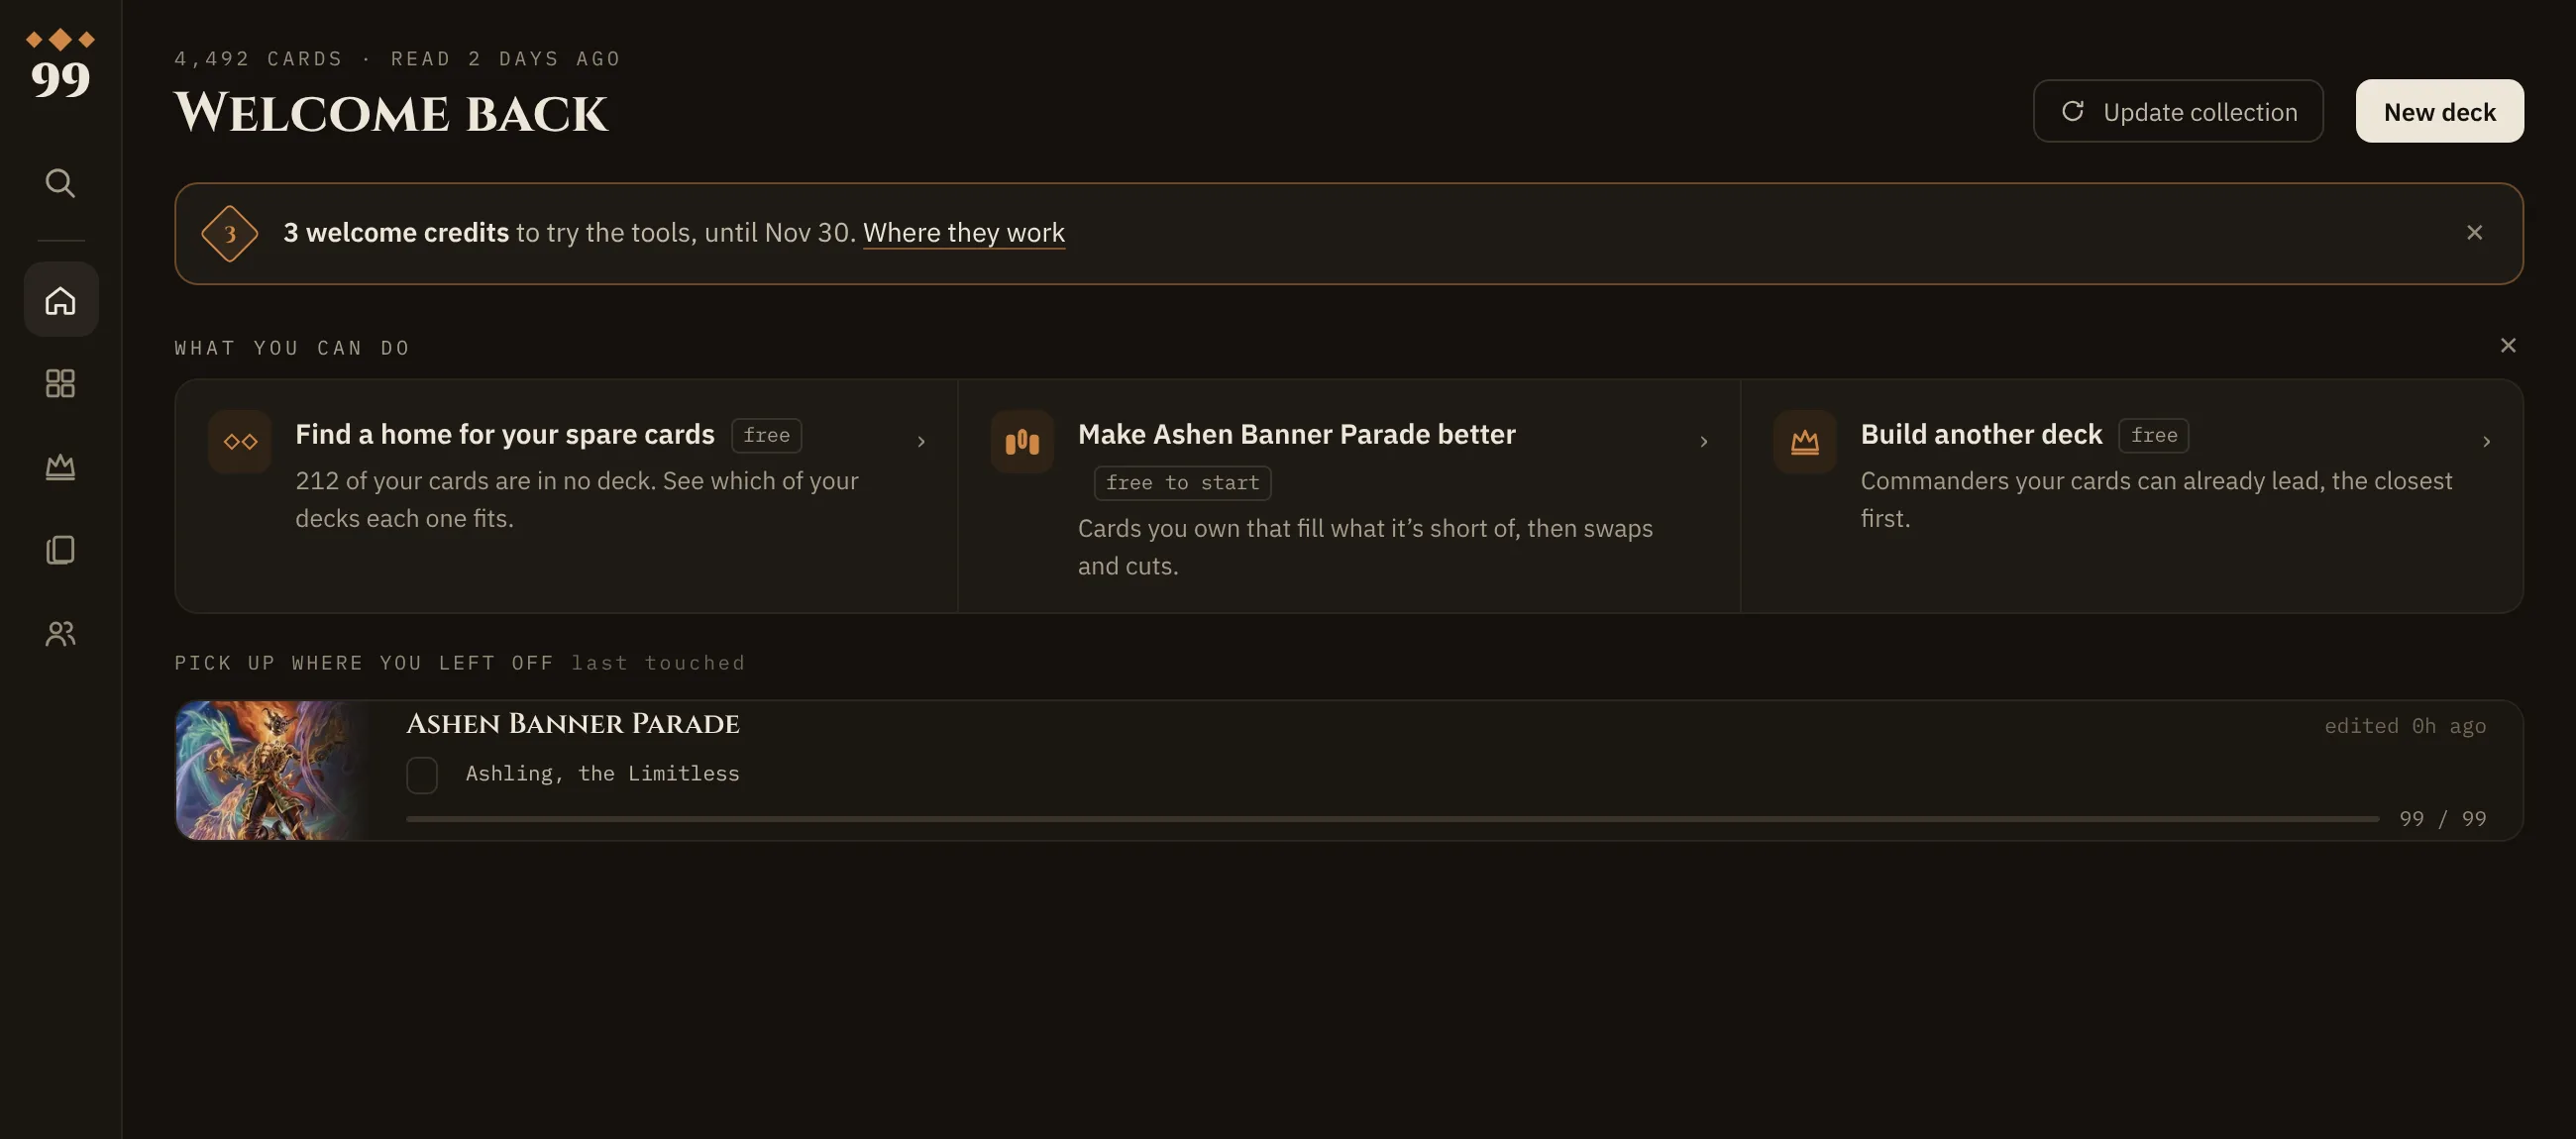 99
4,492 CARDS · READ 2 DAYS AGO
WELCOME BACK
Update collection
New deck
3
3 welcome credits to try the tools, until Nov 30. Where they work
WHAT YOU CAN DO
Find a home for your spare cards free
212 of your cards are in no deck. See which of your
decks each one fits.
Make Ashen Banner Parade better
free to start
Cards you own that fill what it’s short of, then swaps
and cuts.
Build another deck free
Commanders your cards can already lead, the closest
first.
PICK UP WHERE YOU LEFT OFF last touched
ASHEN BANNER PARADE
edited 0h ago
Ashling, the Limitless
99 / 99